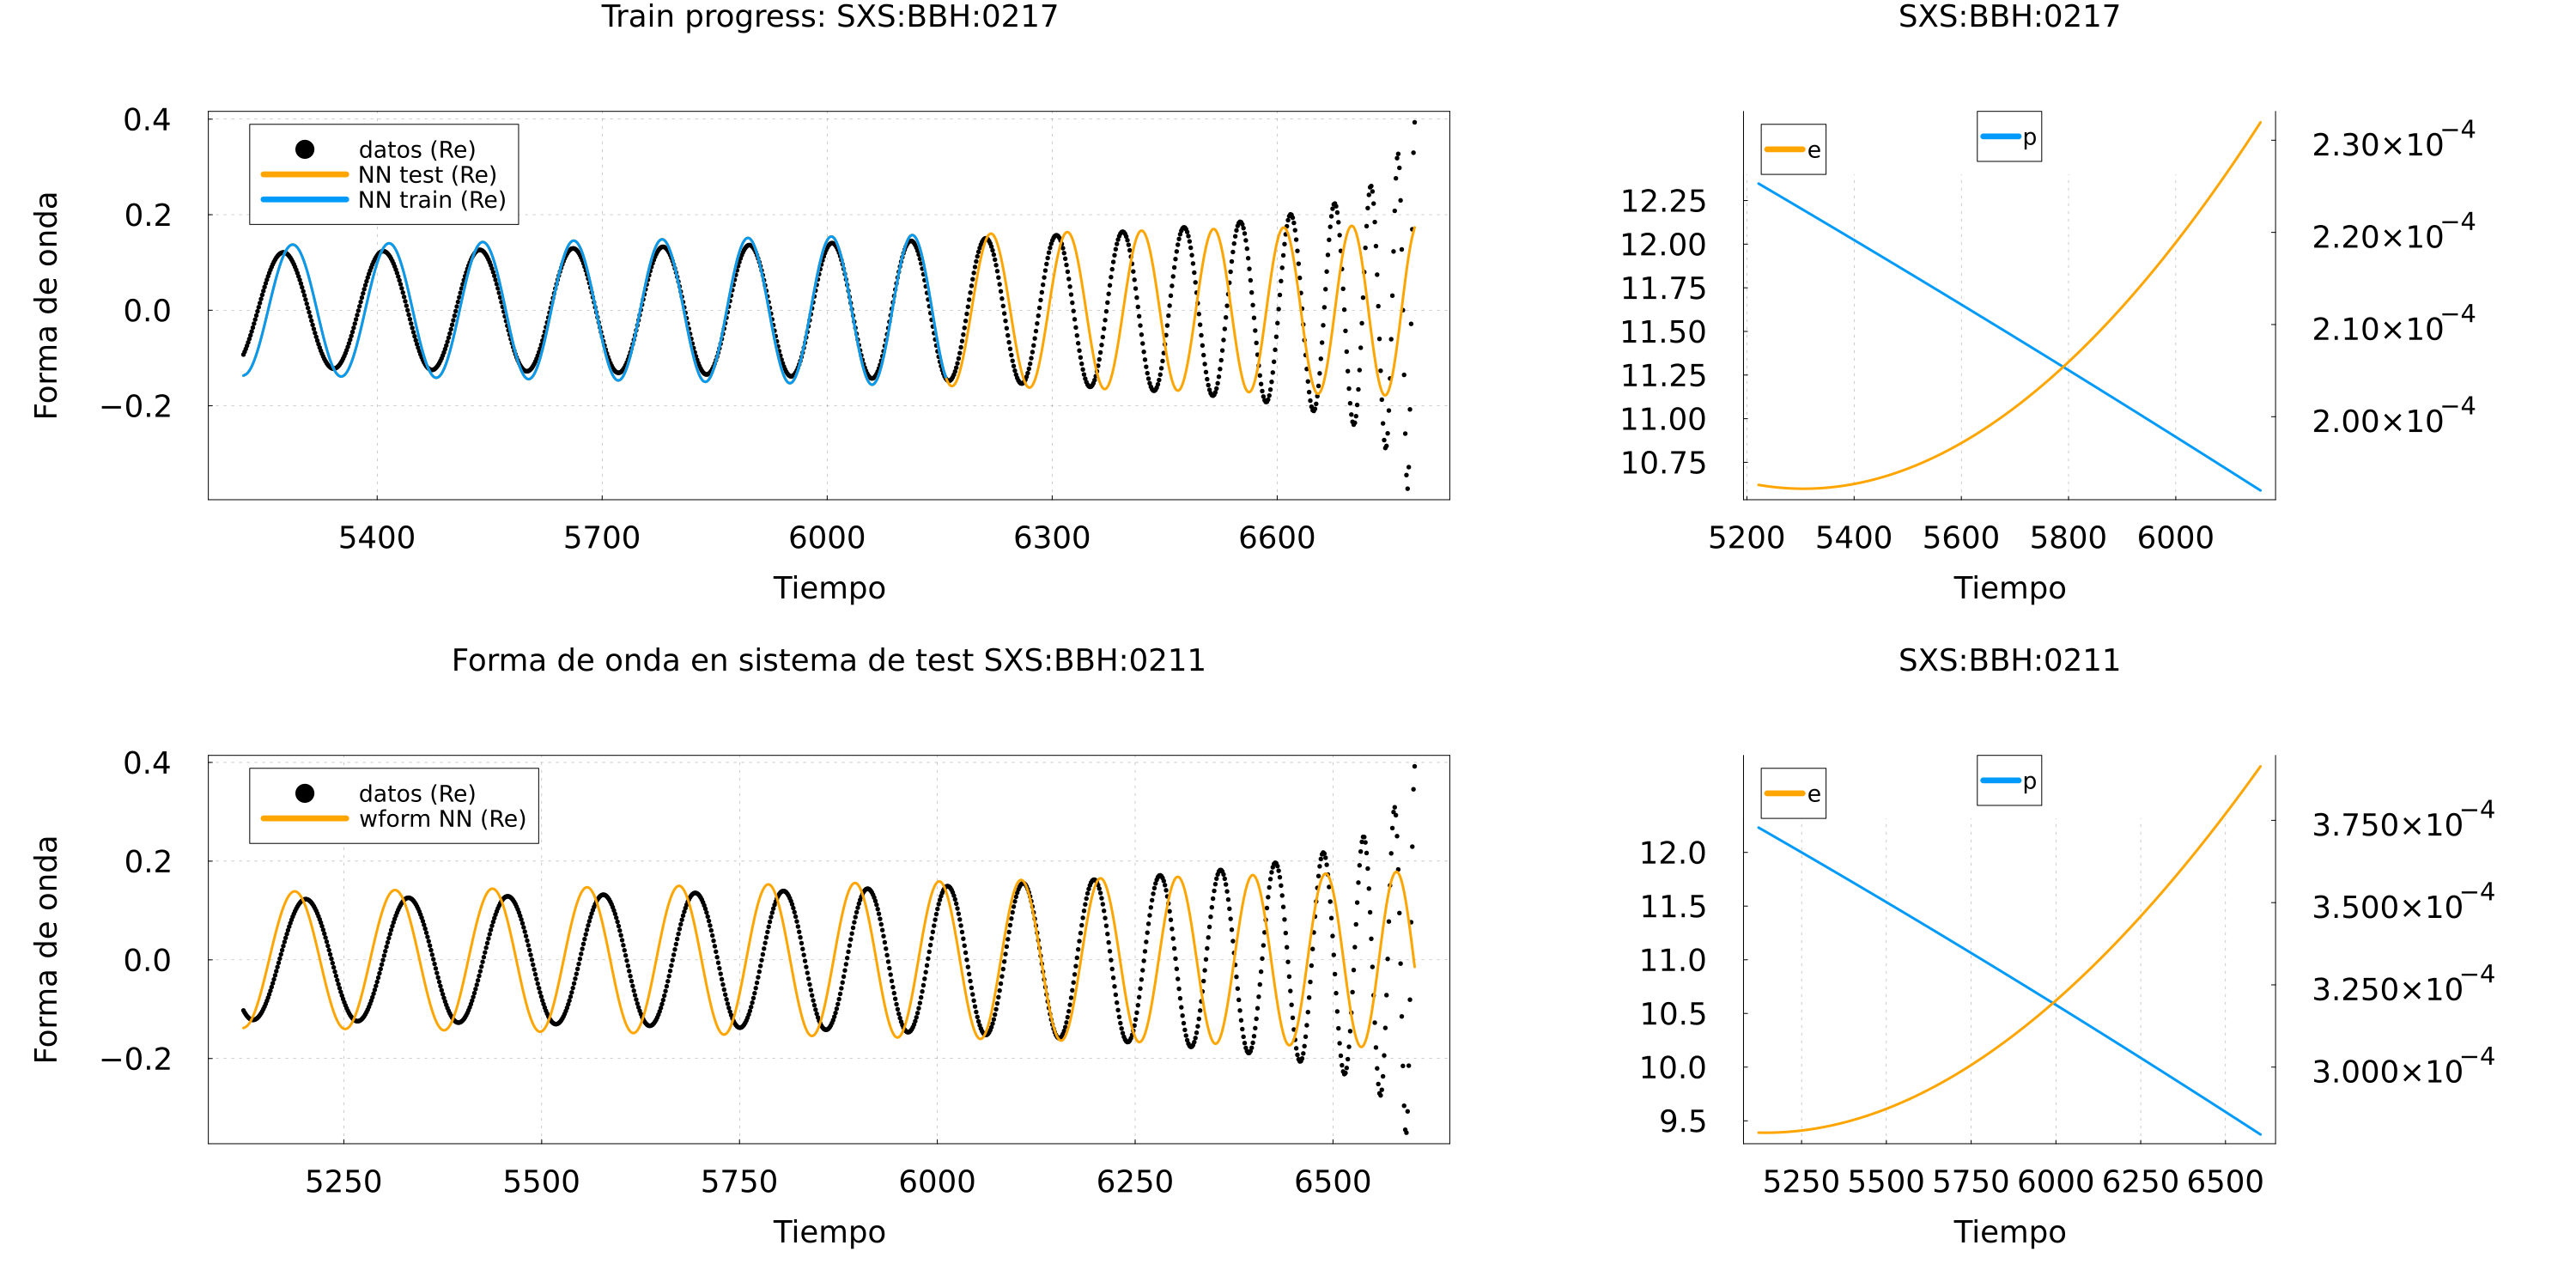 Train progress: SXS:BBH:0217
SXS:BBH:0217
0.4
0.2
0.0
−0.2
Forma de onda
datos (Re)
NN test (Re)
NN train (Re)
5400 5700 6000 6300 6600
Tiempo
e
p
12.25
12.00
11.75
11.50
11.25
11.00
10.75
2.30×10⁻⁴
2.20×10⁻⁴
2.10×10⁻⁴
2.00×10⁻⁴
5200 5400 5600 5800 6000
Tiempo
Forma de onda en sistema de test SXS:BBH:0211
SXS:BBH:0211
0.4
0.2
0.0
−0.2
Forma de onda
datos (Re)
wform NN (Re)
5250 5500 5750 6000 6250 6500
Tiempo
e
p
12.0
11.5
11.0
10.5
10.0
9.5
3.750×10⁻⁴
3.500×10⁻⁴
3.250×10⁻⁴
3.000×10⁻⁴
5250 5500 5750 6000 6250 6500
Tiempo